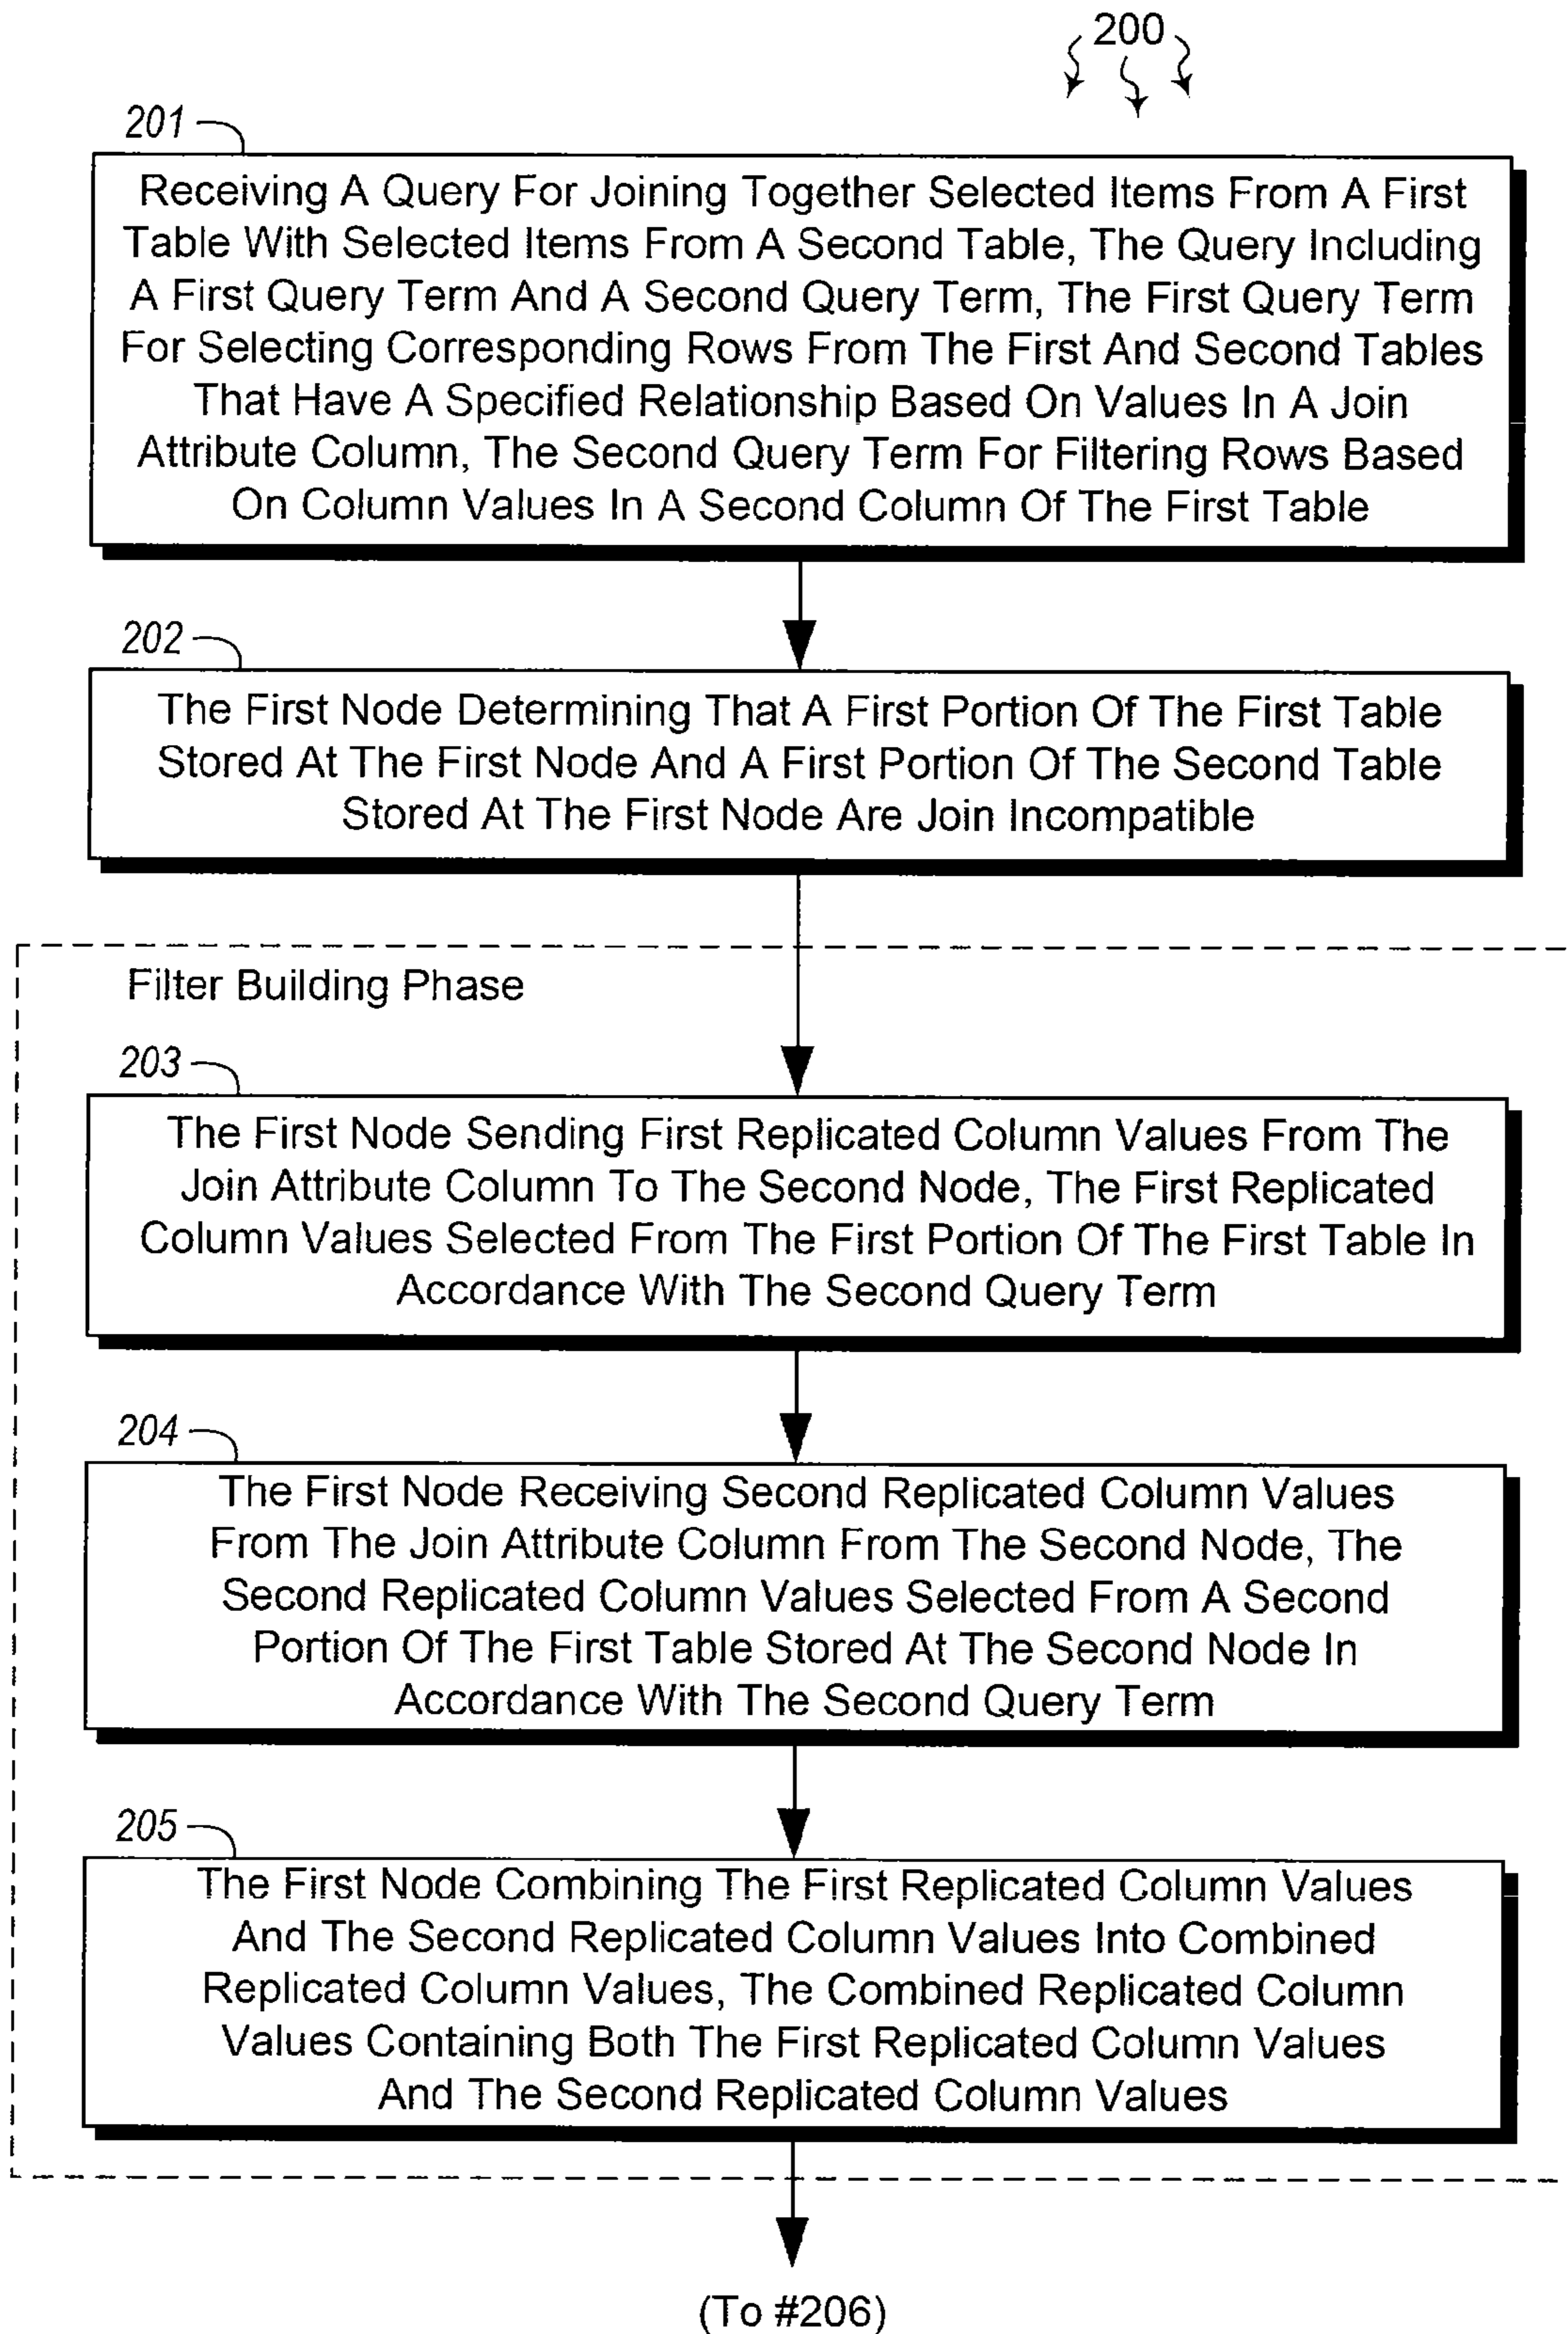 200
201
Receiving A Query For Joining Together Selected Items From A First
Table With Selected Items From A Second Table, The Query Including
A First Query Term And A Second Query Term, The First Query Term
For Selecting Corresponding Rows From The First And Second Tables
That Have A Specified Relationship Based On Values In A Join
Attribute Column, The Second Query Term For Filtering Rows Based
On Column Values In A Second Column Of The First Table
202
The First Node Determining That A First Portion Of The First Table
Stored At The First Node And A First Portion Of The Second Table
Stored At The First Node Are Join Incompatible
Filter Building Phase
203
The First Node Sending First Replicated Column Values From The
Join Attribute Column To The Second Node, The First Replicated
Column Values Selected From The First Portion Of The First Table In
Accordance With The Second Query Term
204
The First Node Receiving Second Replicated Column Values
From The Join Attribute Column From The Second Node, The
Second Replicated Column Values Selected From A Second
Portion Of The First Table Stored At The Second Node In
Accordance With The Second Query Term
205
The First Node Combining The First Replicated Column Values
And The Second Replicated Column Values Into Combined
Replicated Column Values, The Combined Replicated Column
Values Containing Both The First Replicated Column Values
And The Second Replicated Column Values
(To #206)